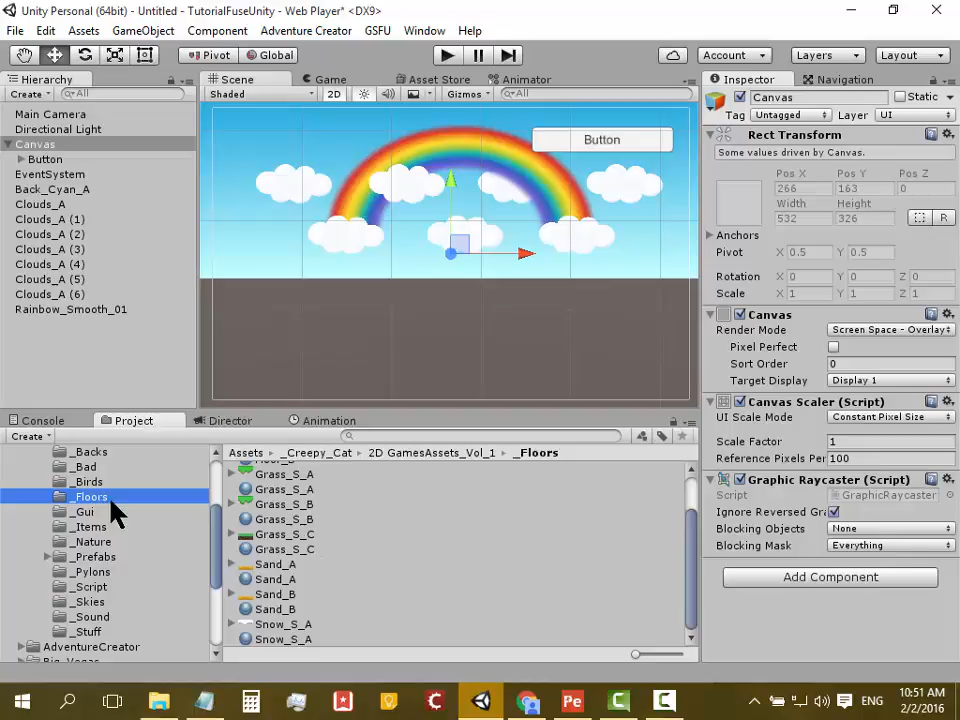 Unity Personal (64bit) - Untitled - TutorialFuseUnity - Web Player* <DX9>
File Edit Assets GameObject Component Adventure Creator GSFU Window Help
Pivot Global Account Layers Layout
Hierarchy Scene Game Asset Store Animator Inspector Navigation
Create All Shaded 2D Gizmos All Canvas Static
Tag Untagged Layer UI
Main Camera
Directional Light
Canvas
Button
EventSystem
Back_Cyan_A
Clouds_A
Clouds_A (1)
Clouds_A (2)
Clouds_A (3)
Clouds_A (4)
Clouds_A (5)
Clouds_A (6)
Rainbow_Smooth_01
Button
Rect Transform
Some values driven by Canvas.
Pos X Pos Y Pos Z
266 163 0
Width Height
532 326
R
Anchors
Pivot X 0.5 Y 0.5
Rotation X 0 Y 0 Z 0
Scale X 1 Y 1 Z 1
Canvas
Render Mode Screen Space - Overlay
Pixel Perfect
Sort Order 0
Target Display Display 1
Canvas Scaler (Script)
UI Scale Mode Constant Pixel Size
Scale Factor 1
Reference Pixels Per 100
Graphic Raycaster (Script)
Script GraphicRaycaster
Ignore Reversed Gra
Blocking Objects None
Blocking Mask Everything
Add Component
Console Project Director Animation
Create
_Backs
_Bad
_Birds
_Floors
_Gui
_Items
_Nature
_Prefabs
_Pylons
_Script
_Skies
_Sound
_Stuff
AdventureCreator
Assets _Creepy_Cat 2D GamesAssets_Vol_1 _Floors
Grass_S_A
Grass_S_A
Grass_S_B
Grass_S_B
Grass_S_C
Grass_S_C
Sand_A
Sand_A
Sand_B
Sand_B
Snow_S_A
Snow_S_A
Pe
ENG
10:51 AM
2/2/2016